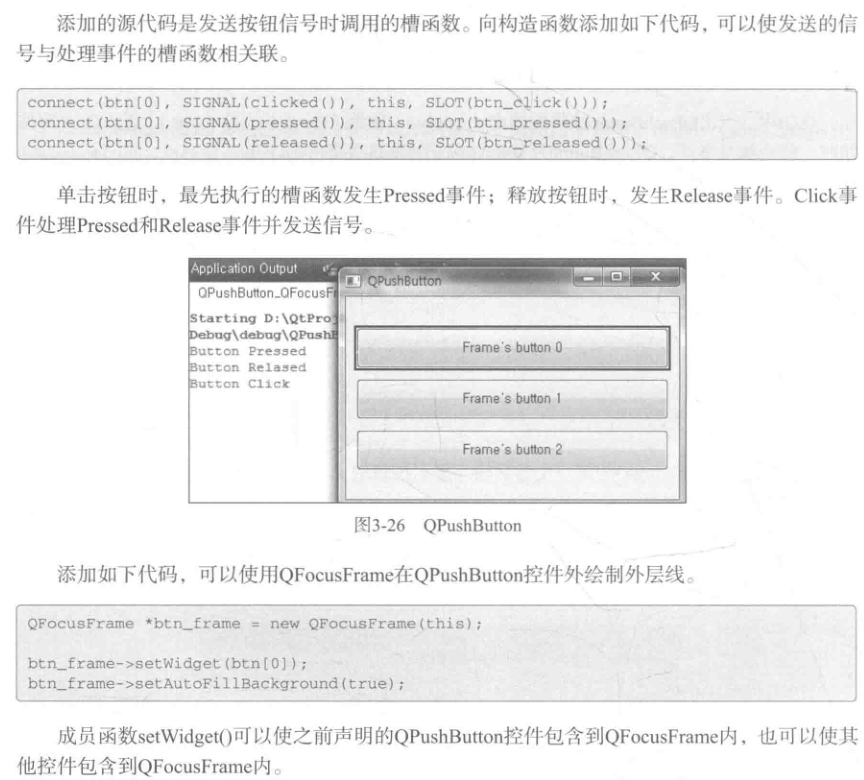 添加的源代码是发送按钮信号时调用的槽函数。向构造函数添加如下代码，可以使发送的信
号与处理事件的槽函数相关联。
connect(btn[0], SIGNAL(clicked()), this, SLOT(btn_click()));
connect(btn[0], SIGNAL(pressed()), this, SLOT(btn_pressed()));
connect(btn[0], SIGNAL(released()), this, SLOT(btn_released()));
单击按钮时，最先执行的槽函数发生Pressed事件；释放按钮时，发生Release事件。Click事
件处理Pressed和Release事件并发送信号。
Application Output
QPushButton
QPushButton_QFocusFr
Starting D:\QtProj
Debug\debug\QPushB
Button Pressed
Button Relased
Button Click
Frame's button 0
Frame's button 1
Frame's button 2
图3-26 QPushButton
添加如下代码，可以使用QFocusFrame在QPushButton控件外绘制外层线。
QFocusFrame *btn_frame = new QFocusFrame(this);
btn_frame->setWidget(btn[0]);
btn_frame->setAutoFillBackground(true);
成员函数setWidget()可以使之前声明的QPushButton控件包含到QFocusFrame内，也可以使其
他控件包含到QFocusFrame内。